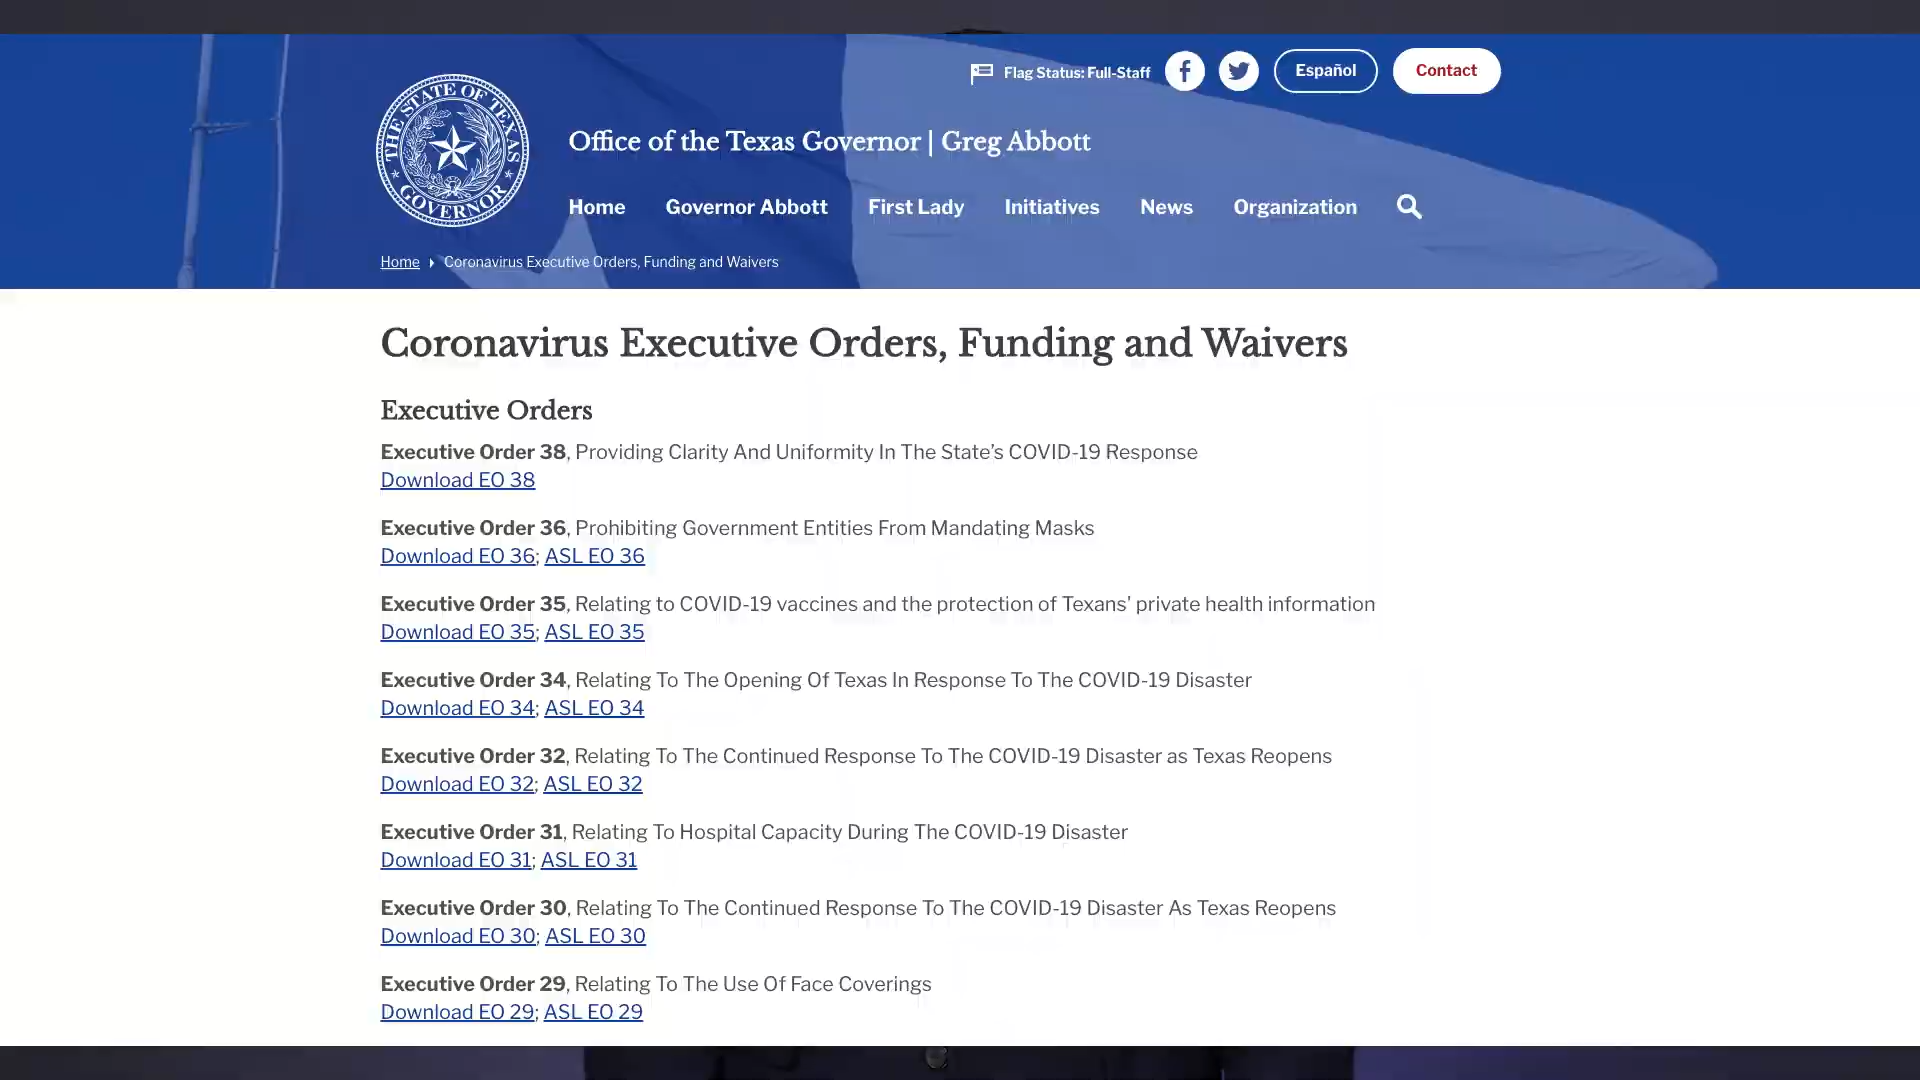 Flag Status: Full-Staff
Español
Contact
THE STATE OF TEXAS
GOVERNOR
Office of the Texas Governor | Greg Abbott
Home Governor Abbott First Lady Initiatives News Organization
Home Coronavirus Executive Orders, Funding and Waivers
Coronavirus Executive Orders, Funding and Waivers
Executive Orders
Executive Order 38, Providing Clarity And Uniformity In The State’s COVID-19 Response
Download EO 38
Executive Order 36, Prohibiting Government Entities From Mandating Masks
Download EO 36; ASL EO 36
Executive Order 35, Relating to COVID-19 vaccines and the protection of Texans' private health information
Download EO 35; ASL EO 35
Executive Order 34, Relating To The Opening Of Texas In Response To The COVID-19 Disaster
Download EO 34; ASL EO 34
Executive Order 32, Relating To The Continued Response To The COVID-19 Disaster as Texas Reopens
Download EO 32; ASL EO 32
Executive Order 31, Relating To Hospital Capacity During The COVID-19 Disaster
Download EO 31; ASL EO 31
Executive Order 30, Relating To The Continued Response To The COVID-19 Disaster As Texas Reopens
Download EO 30; ASL EO 30
Executive Order 29, Relating To The Use Of Face Coverings
Download EO 29; ASL EO 29